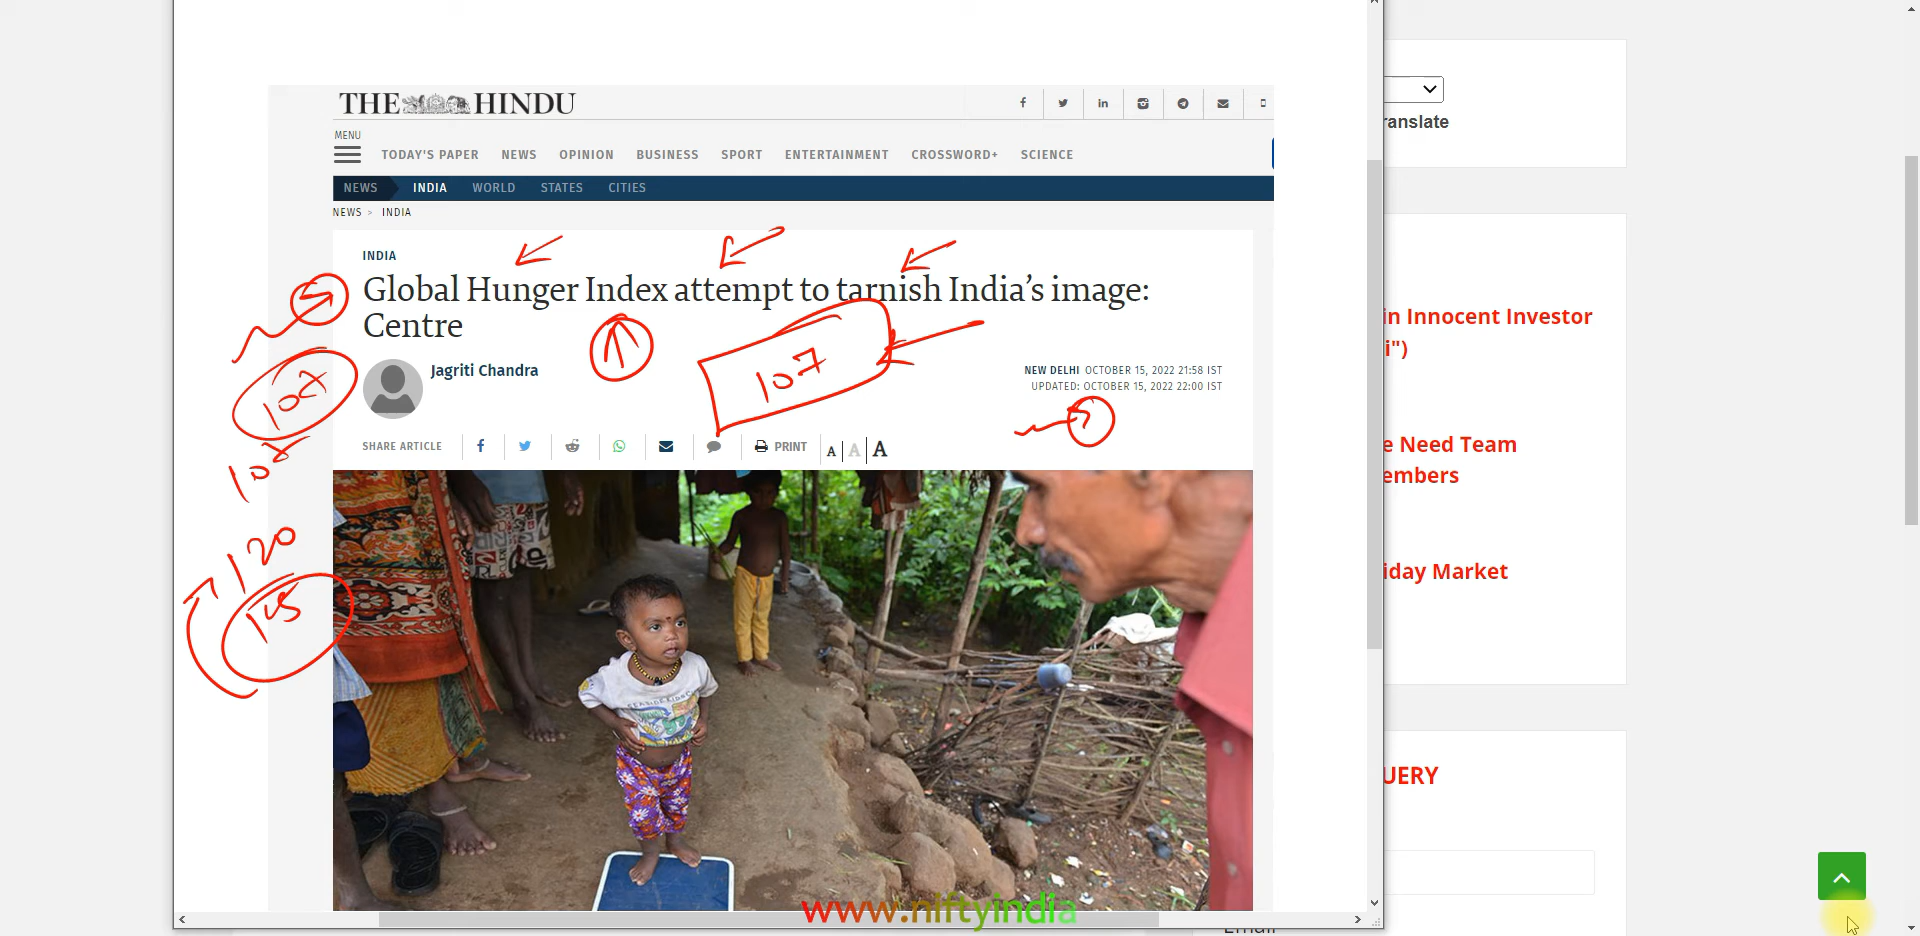 THE HINDU
MENU
TODAY'S PAPER NEWS OPINION BUSINESS SPORT ENTERTAINMENT CROSSWORD+ SCIENCE
NEWS INDIA WORLD STATES CITIES
NEWS > INDIA
INDIA
Global Hunger Index attempt to tarnish India's image:
Centre
107
Jagriti Chandra
NEW DELHI OCTOBER 15, 2022 21:58 IST
UPDATED: OCTOBER 15, 2022 22:00 IST
SHARE ARTICLE PRINT A A A
120
www.niftyindia
ranslate
in Innocent Investor
i")
e Need Team
embers
iday Market
UERY